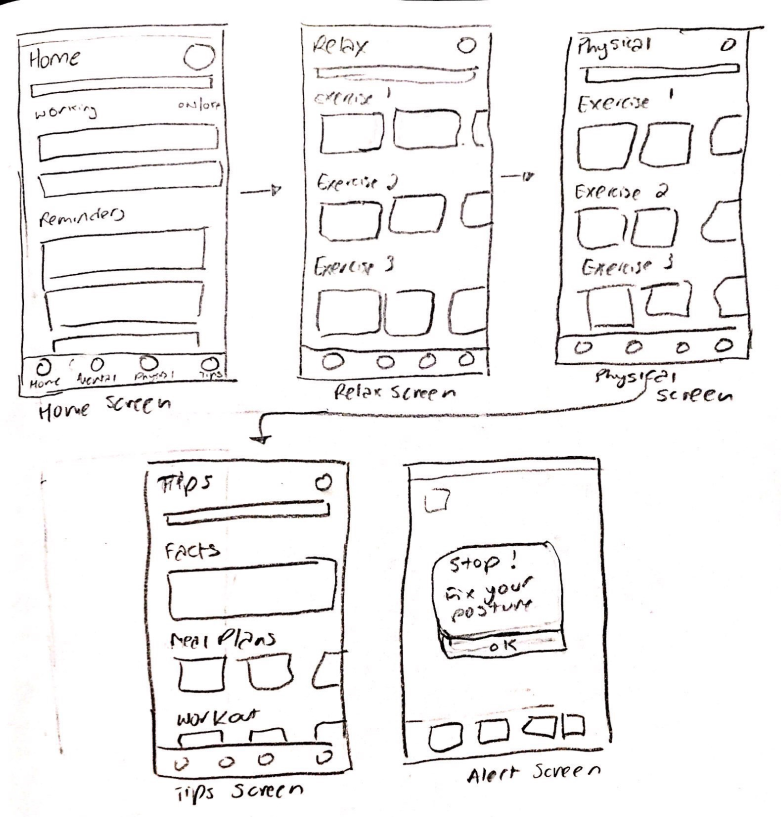 Home
working
on/off
Reminders
Home Mental Physical Tips
Home Screen
Relax
exercise 1
Exercise 2
Exercise 3
Relax Screen
Physical
Exercise 1
Exercise 2
Exercise 3
Physical
Screen
Tips
Facts
Meal Plans
Workout
Tips Screen
Stop!
Fix your
posture
OK
Alert Screen